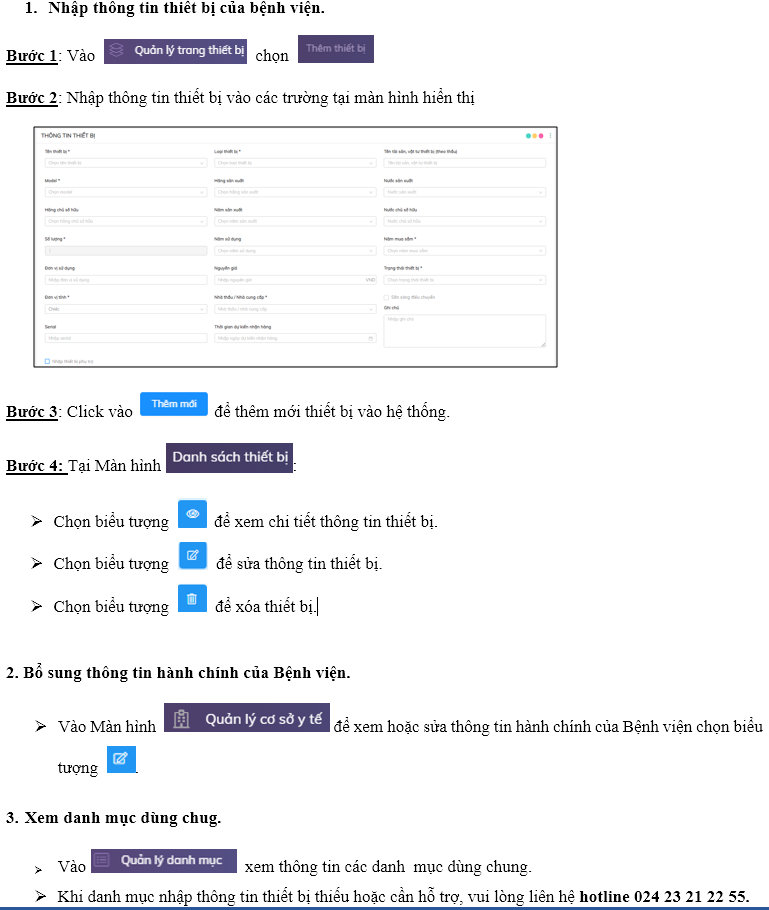 1. Nhập thông tin thiết bị của bệnh viện.
Bước 1: Vào Quản lý trang thiết bị chọn Thêm thiết bị
Bước 2: Nhập thông tin thiết bị vào các trường tại màn hình hiển thị
THÔNG TIN THIẾT BỊ
Tên thiết bị * Loại thiết bị * Tên tài sản, vật tư thiết bị (theo thầu)
Chọn tên thiết bị Chọn loại thiết bị Tên tài sản, vật tư thiết bị
Model * Hãng sản xuất Nước sản xuất
Chọn model Chọn hãng sản xuất Nước sản xuất
Hãng chủ sở hữu Năm sản xuất Nước chủ sở hữu
Chọn hãng chủ sở hữu Chọn năm sản xuất Nước chủ sở hữu
Số lượng * Năm sử dụng Năm mua sắm *
1 Chọn năm sử dụng Chọn năm mua sắm
Đơn vị sử dụng Nguyên giá Trạng thái thiết bị *
Nhập đơn vị sử dụng Nhập nguyên giá VND Chọn trạng thái thiết bị
Đơn vị tính * Nhà thầu / Nhà cung cấp * Sẵn sàng điều chuyển
Chiếc Nhà thầu / nhà cung cấp Ghi chú
Serial Thời gian dự kiến nhận hàng Nhập ghi chú
Nhập serial Nhập ngày dự kiến nhận hàng
Nhập thiết bị phụ trợ
Bước 3: Click vào Thêm mới để thêm mới thiết bị vào hệ thống.
Bước 4: Tại Màn hình Danh sách thiết bị :
➢ Chọn biểu tượng để xem chi tiết thông tin thiết bị.
➢ Chọn biểu tượng để sửa thông tin thiết bị.
➢ Chọn biểu tượng để xóa thiết bị.
2. Bổ sung thông tin hành chính của Bệnh viện.
➢ Vào Màn hình Quản lý cơ sở y tế để xem hoặc sửa thông tin hành chính của Bệnh viện chọn biểu
tượng .
3. Xem danh mục dùng chug.
➢ Vào Quản lý danh mục xem thông tin các danh mục dùng chung.
➢ Khi danh mục nhập thông tin thiết bị thiếu hoặc cần hỗ trợ, vui lòng liên hệ hotline 024 23 21 22 55.